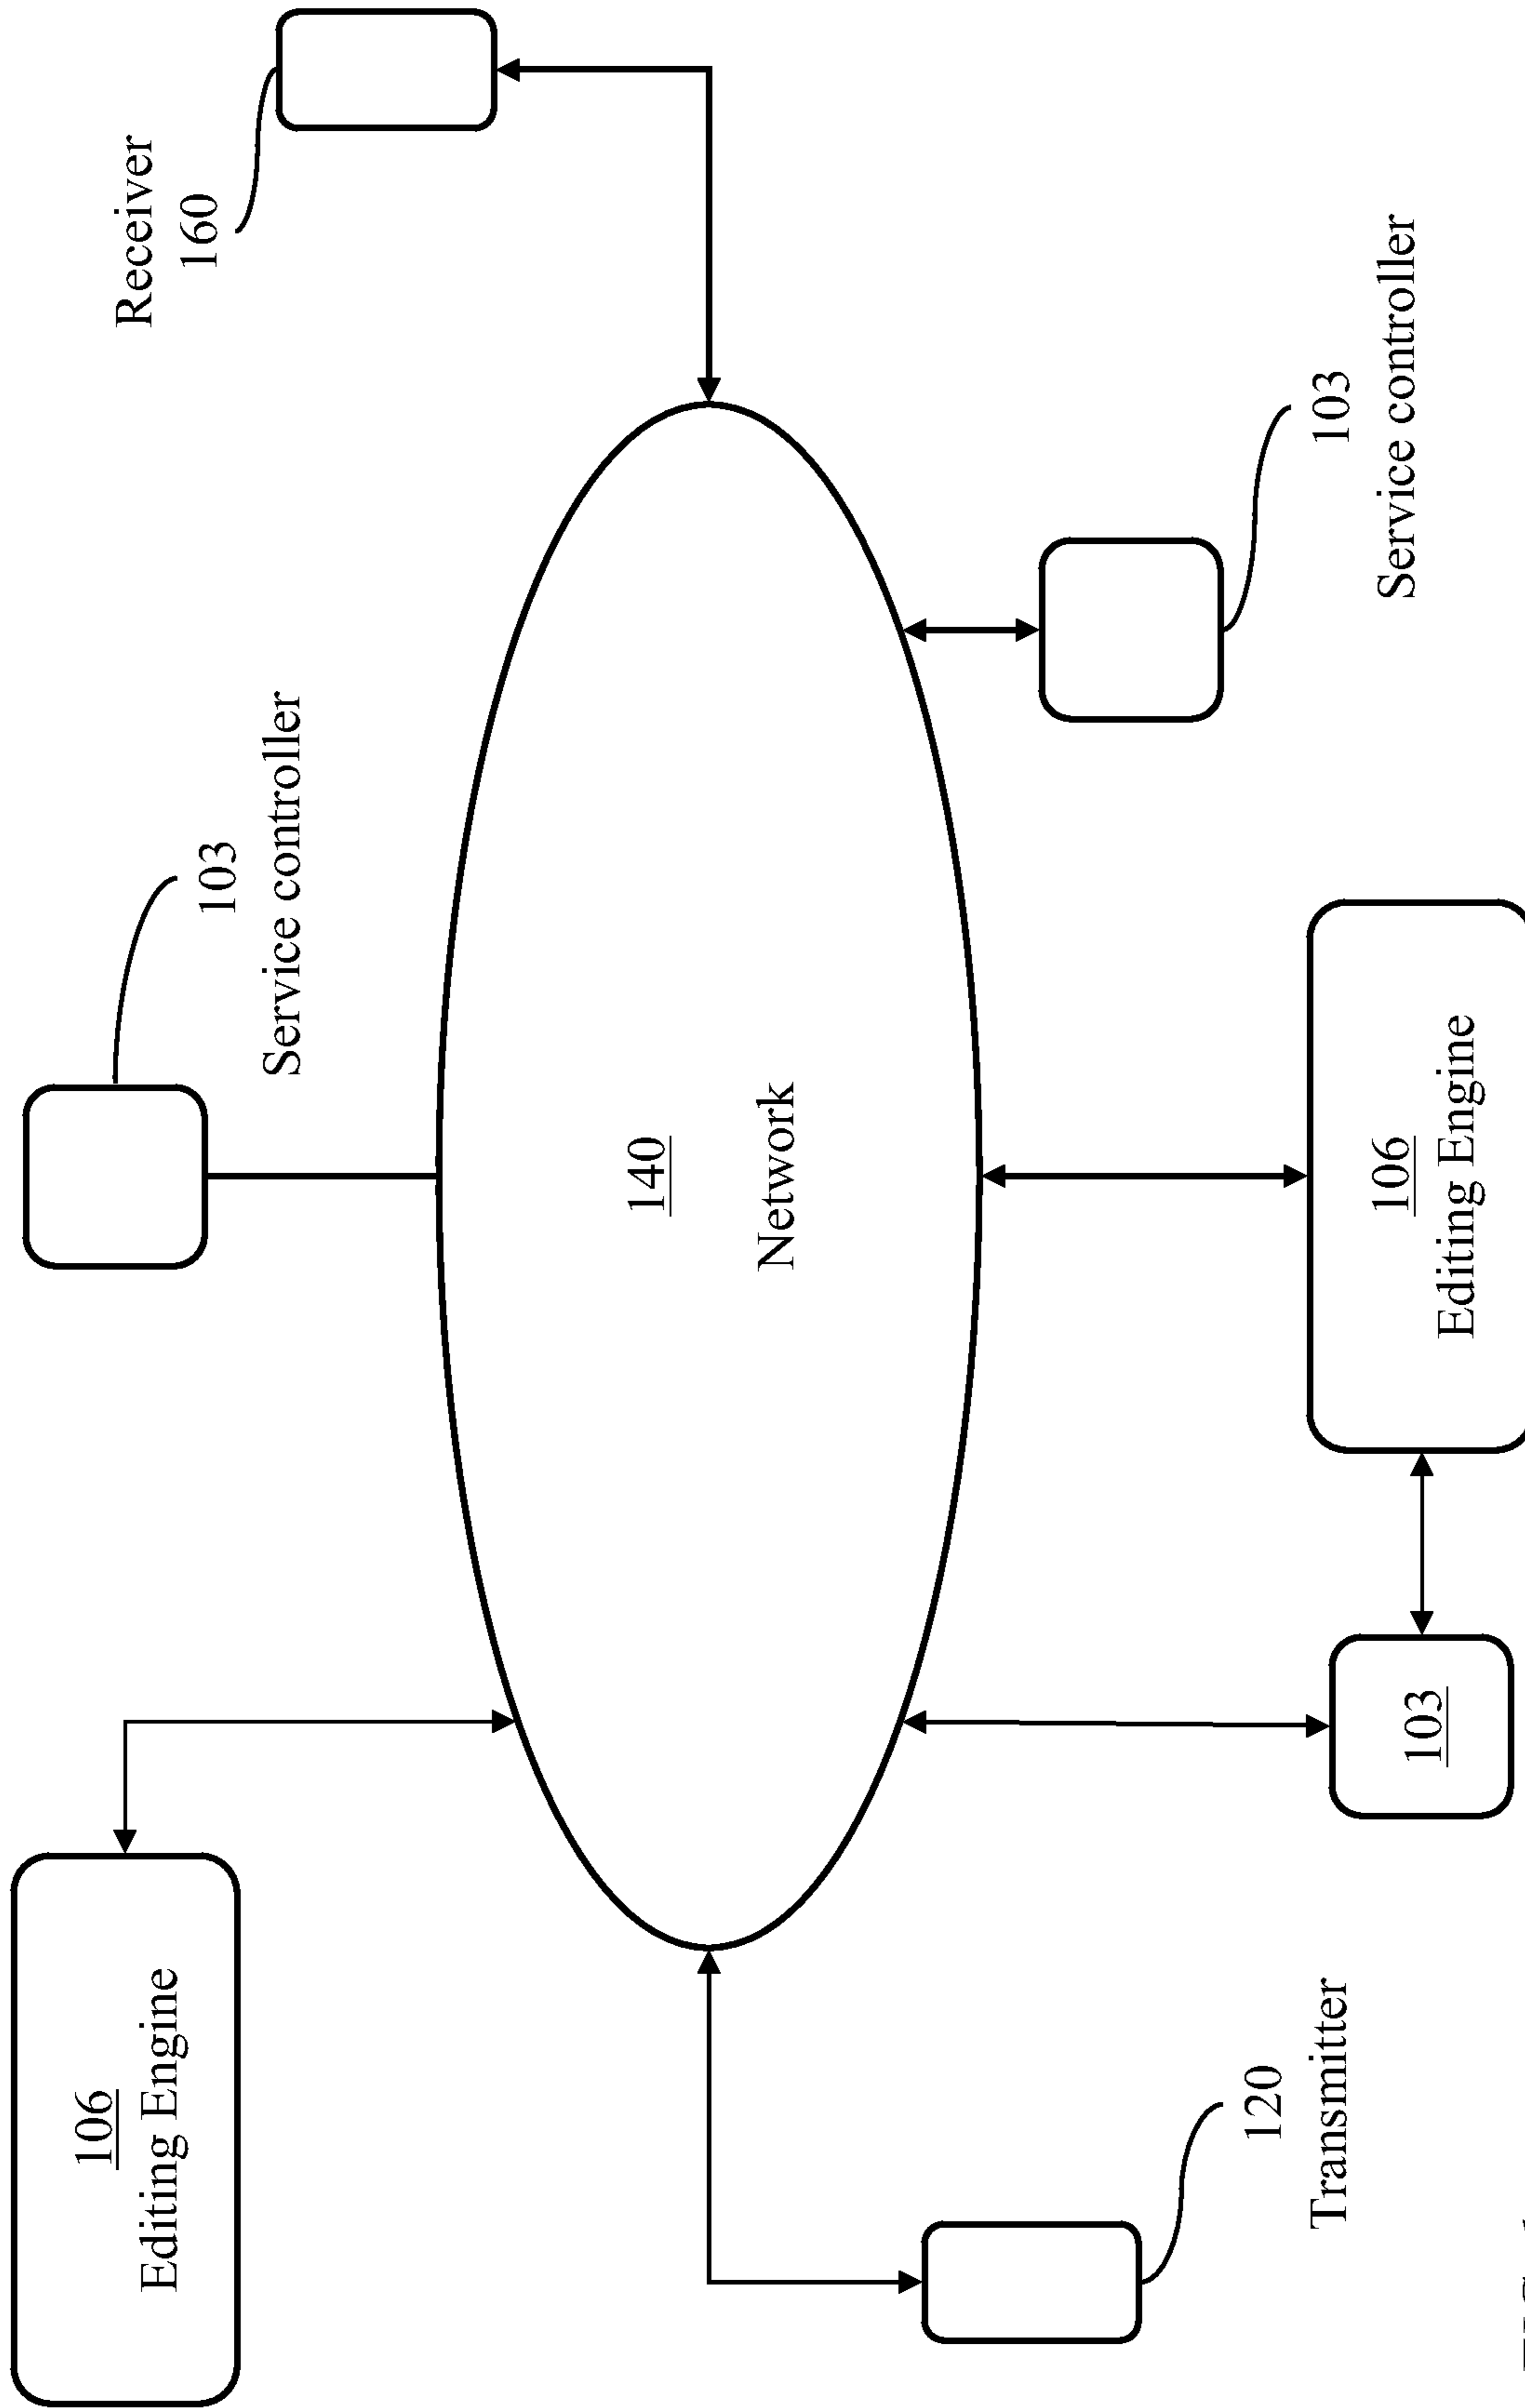 106
Editing Engine
Receiver
160
103
Service controller
140
Network
120
Transmitter
103
Service controller
106
Editing Engine
103